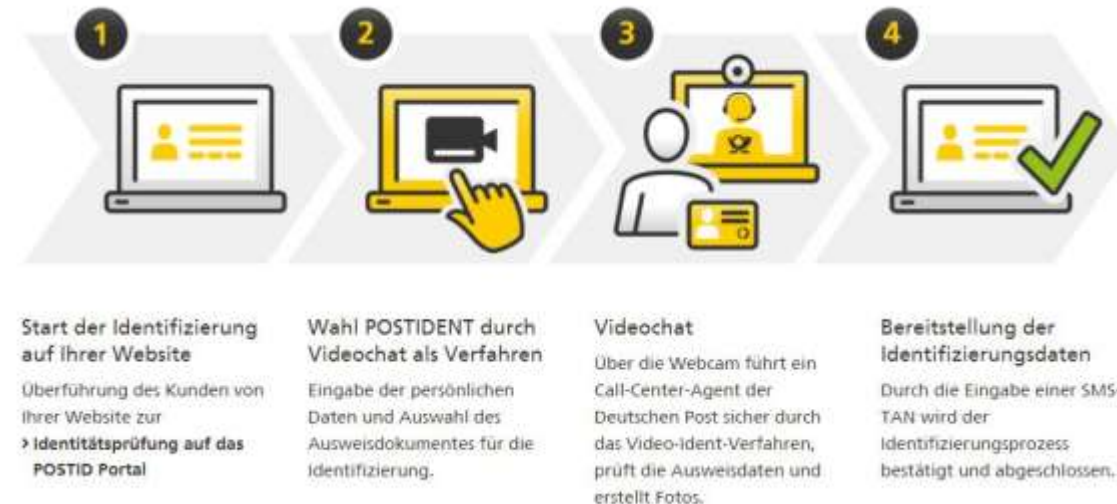 1
2
3
4
Start der Identifizierung
auf Ihrer Website
Überführung des Kunden von
Ihrer Website zur
› Identitätsprüfung auf das
POSTID Portal
Wahl POSTIDENT durch
Videochat als Verfahren
Eingabe der persönlichen
Daten und Auswahl des
Ausweisdokumentes für die
Identifizierung.
Videochat
Über die Webcam führt ein
Call-Center-Agent der
Deutschen Post sicher durch
das Video-Ident-Verfahren,
prüft die Ausweisdaten und
erstellt Fotos.
Bereitstellung der
Identifizierungsdaten
Durch die Eingabe einer SMS-
TAN wird der
Identifizierungsprozess
bestätigt und abgeschlossen.